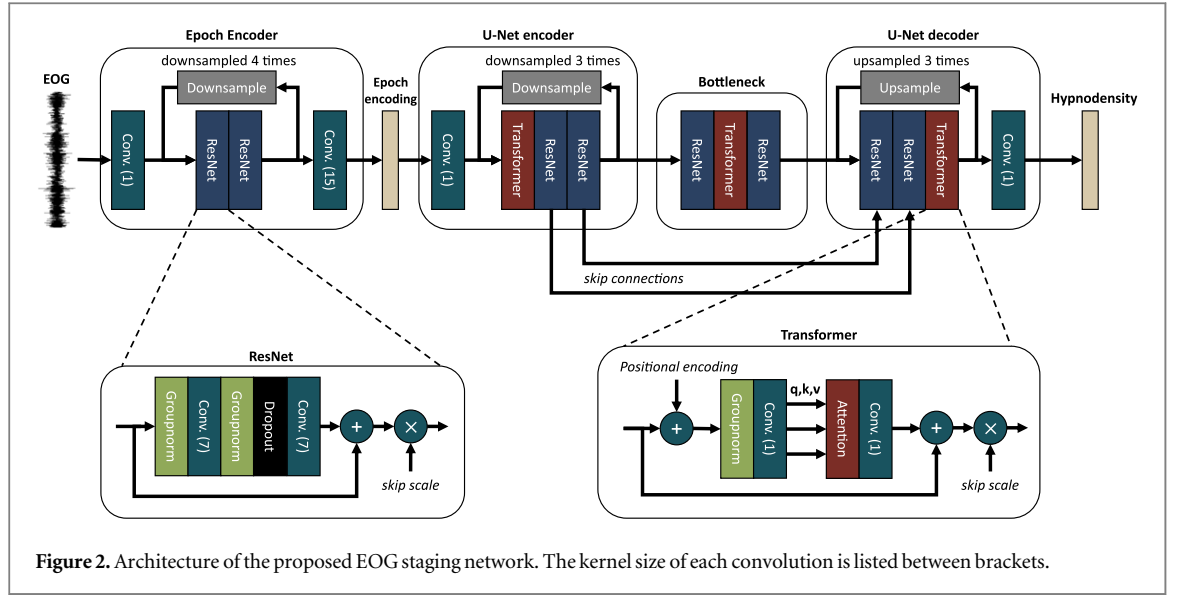 Epoch Encoder
U-Net encoder
U-Net decoder
downsampled 4 times
downsampled 3 times
upsampled 3 times
EOG
Downsample
Epoch
encoding
Downsample
Bottleneck
Upsample
Hypnodensity
Conv. (1)
ResNet
ResNet
Conv. (15)
Conv. (1)
Transformer
ResNet
ResNet
ResNet
Transformer
ResNet
ResNet
ResNet
Transformer
Conv. (1)
skip connections
ResNet
Groupnorm
Conv. (7)
Groupnorm
Dropout
Conv. (7)
+
×
skip scale
Transformer
Positional encoding
+
Groupnorm
Conv. (1)
q,k,v
Attention
Conv. (1)
+
×
skip scale
Figure 2. Architecture of the proposed EOG staging network. The kernel size of each convolution is listed between brackets.